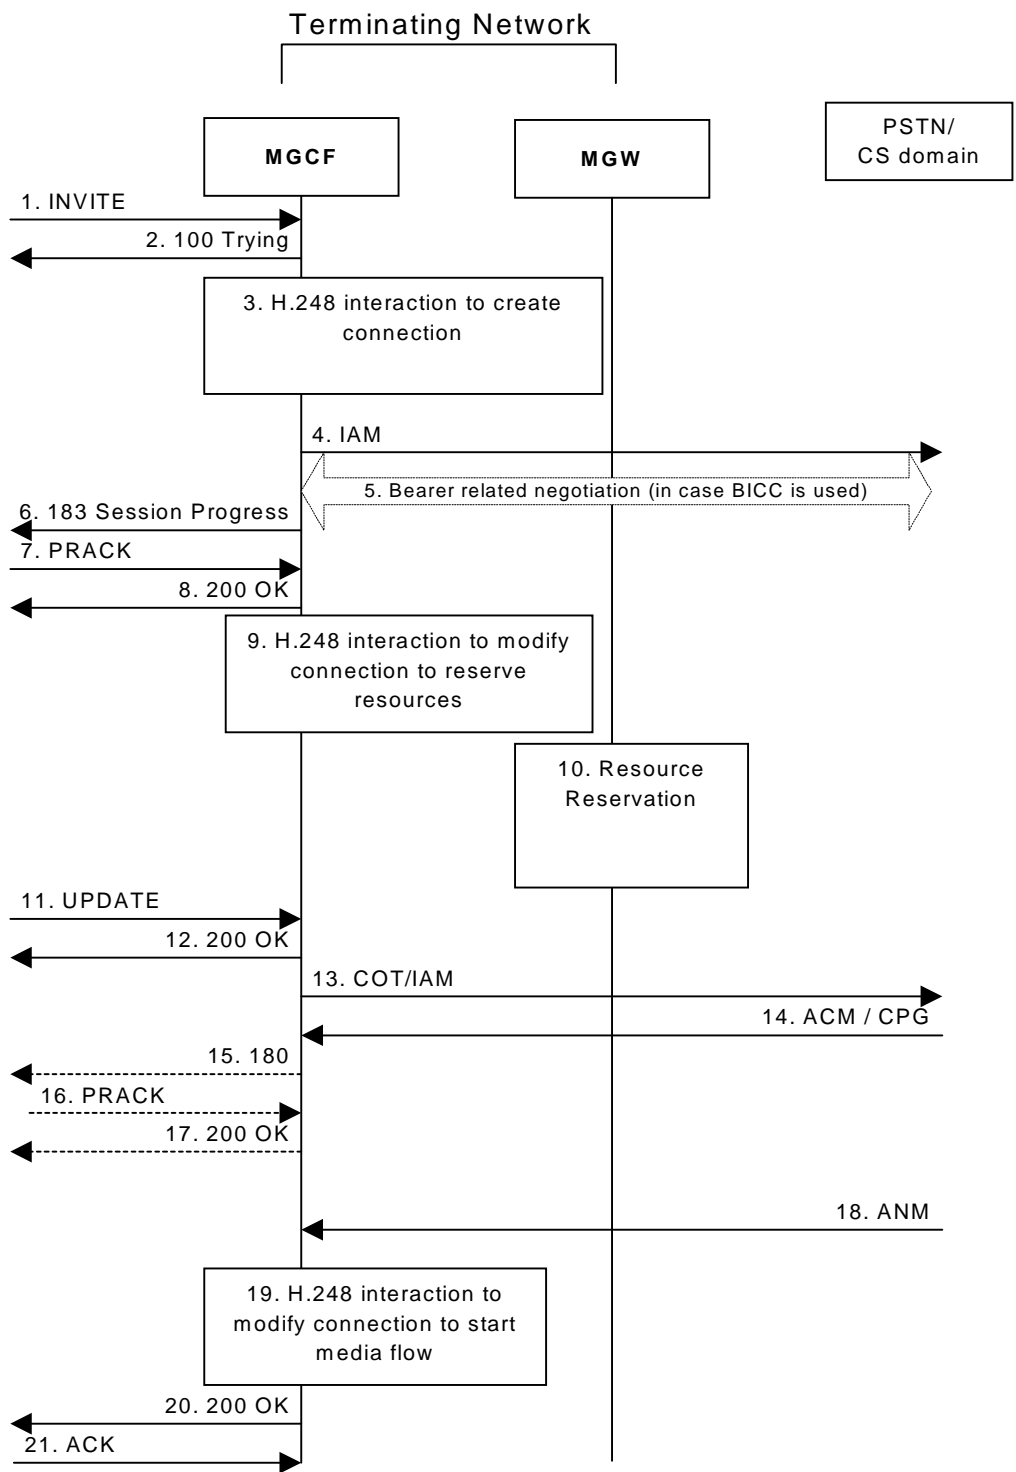 Terminating Network
MGCF
MGW
PSTN/
CS domain
1. INVITE
2. 100 Trying
3. H.248 interaction to create
connection
4. IAM
5. Bearer related negotiation (in case BICC is used)
6. 183 Session Progress
7. PRACK
8. 200 OK
9. H.248 interaction to modify
connection to reserve
resources
10. Resource
Reservation
11. UPDATE
12. 200 OK
13. COT/IAM
14. ACM / CPG
15. 180
16. PRACK
17. 200 OK
18. ANM
19. H.248 interaction to
modify connection to start
media flow
20. 200 OK
21. ACK